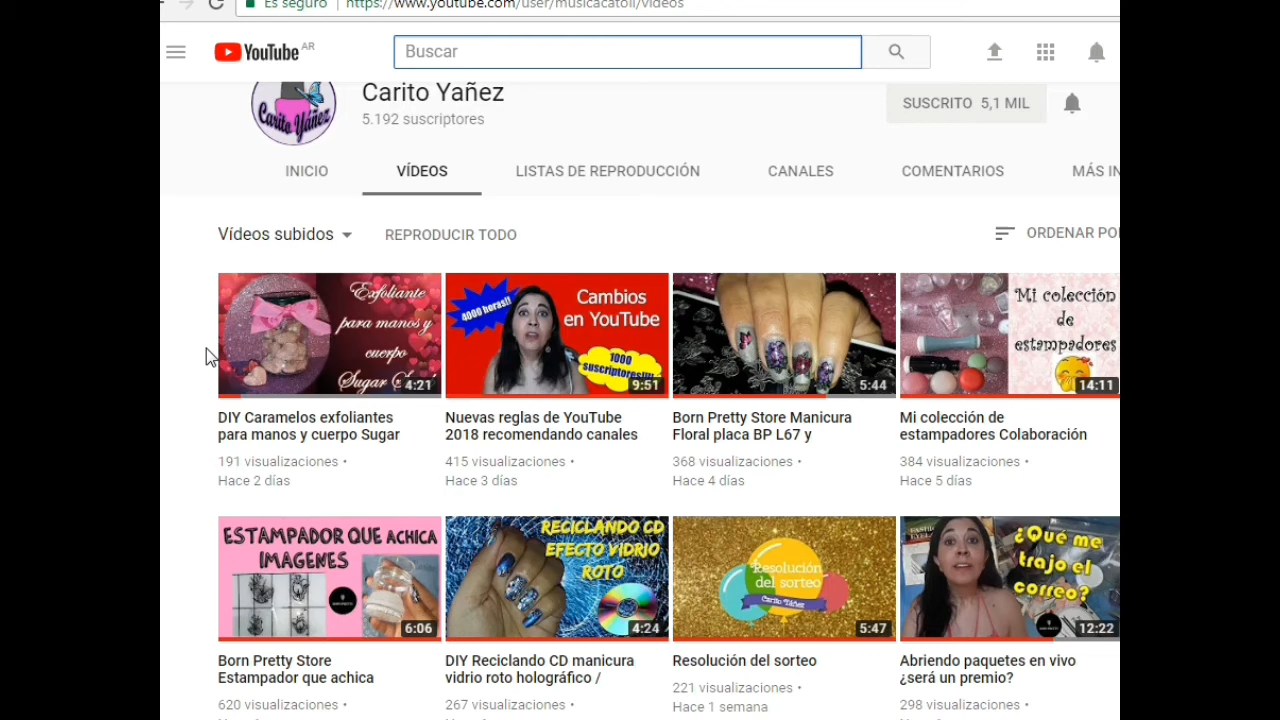 Es seguro | https://www.youtube.com/user/musicacatoli/videos
YouTube AR
Buscar
Carito Yáñez
Carito Yañez
5.192 suscriptores
SUSCRITO 5,1 MIL
INICIO
VÍDEOS
LISTAS DE REPRODUCCIÓN
CANALES
COMENTARIOS
MÁS IN
Vídeos subidos
REPRODUCIR TODO
ORDENAR PO
Exfoliante
para manos y
cuerpo
Sugar
4:21
4000 horas!!
Cambios
en YouTube
1000
suscriptores!!!!
9:51
5:44
Mi colección
de
estampadores
14:11
DIY Caramelos exfoliantes
para manos y cuerpo Sugar
191 visualizaciones •
Hace 2 días
Nuevas reglas de YouTube
2018 recomendando canales
415 visualizaciones •
Hace 3 días
Born Pretty Store Manicura
Floral placa BP L67 y
368 visualizaciones •
Hace 4 días
Mi colección de
estampadores Colaboración
384 visualizaciones •
Hace 5 días
ESTAMPADOR QUE ACHICA
IMAGENES
6:06
RECICLANDO CD
EFECTO VIDRIO
ROTO
4:24
Resolución
del sorteo
Carito Yáñez
5:47
¿Qué me
trajo el
correo?
12:22
Born Pretty Store
Estampador que achica
620 visualizaciones •
DIY Reciclando CD manicura
vidrio roto holográfico /
267 visualizaciones •
Resolución del sorteo
221 visualizaciones •
Hace 1 semana
Abriendo paquetes en vivo
¿será un premio?
298 visualizaciones •